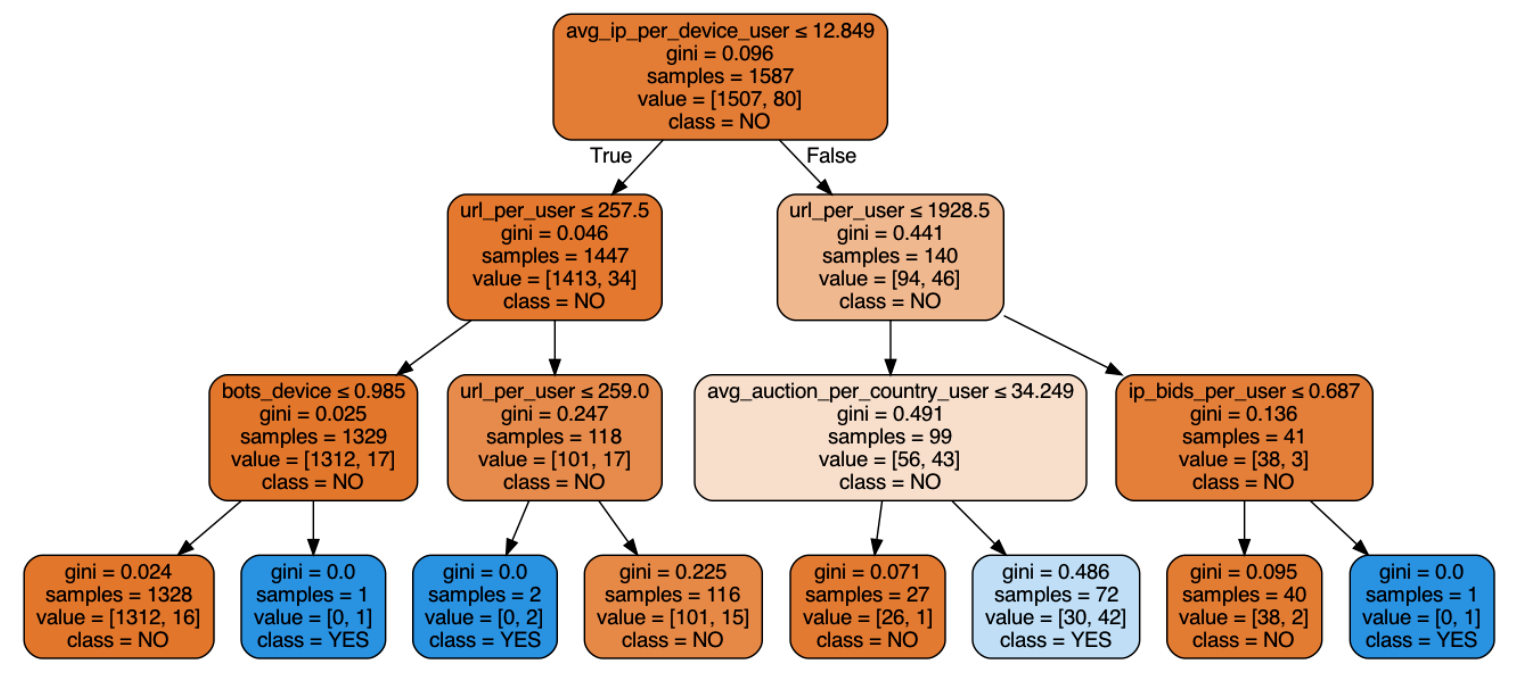 avg_ip_per_device_user ≤ 12.849
gini = 0.096
samples = 1587
value = [1507, 80]
class = NO
True
False
url_per_user ≤ 257.5
gini = 0.046
samples = 1447
value = [1413, 34]
class = NO
url_per_user ≤ 1928.5
gini = 0.441
samples = 140
value = [94, 46]
class = NO
bots_device ≤ 0.985
gini = 0.025
samples = 1329
value = [1312, 17]
class = NO
url_per_user ≤ 259.0
gini = 0.247
samples = 118
value = [101, 17]
class = NO
avg_auction_per_country_user ≤ 34.249
gini = 0.491
samples = 99
value = [56, 43]
class = NO
ip_bids_per_user ≤ 0.687
gini = 0.136
samples = 41
value = [38, 3]
class = NO
gini = 0.024
samples = 1328
value = [1312, 16]
class = NO
gini = 0.0
samples = 1
value = [0, 1]
class = YES
gini = 0.0
samples = 2
value = [0, 2]
class = YES
gini = 0.225
samples = 116
value = [101, 15]
class = NO
gini = 0.071
samples = 27
value = [26, 1]
class = NO
gini = 0.486
samples = 72
value = [30, 42]
class = YES
gini = 0.095
samples = 40
value = [38, 2]
class = NO
gini = 0.0
samples = 1
value = [0, 1]
class = YES